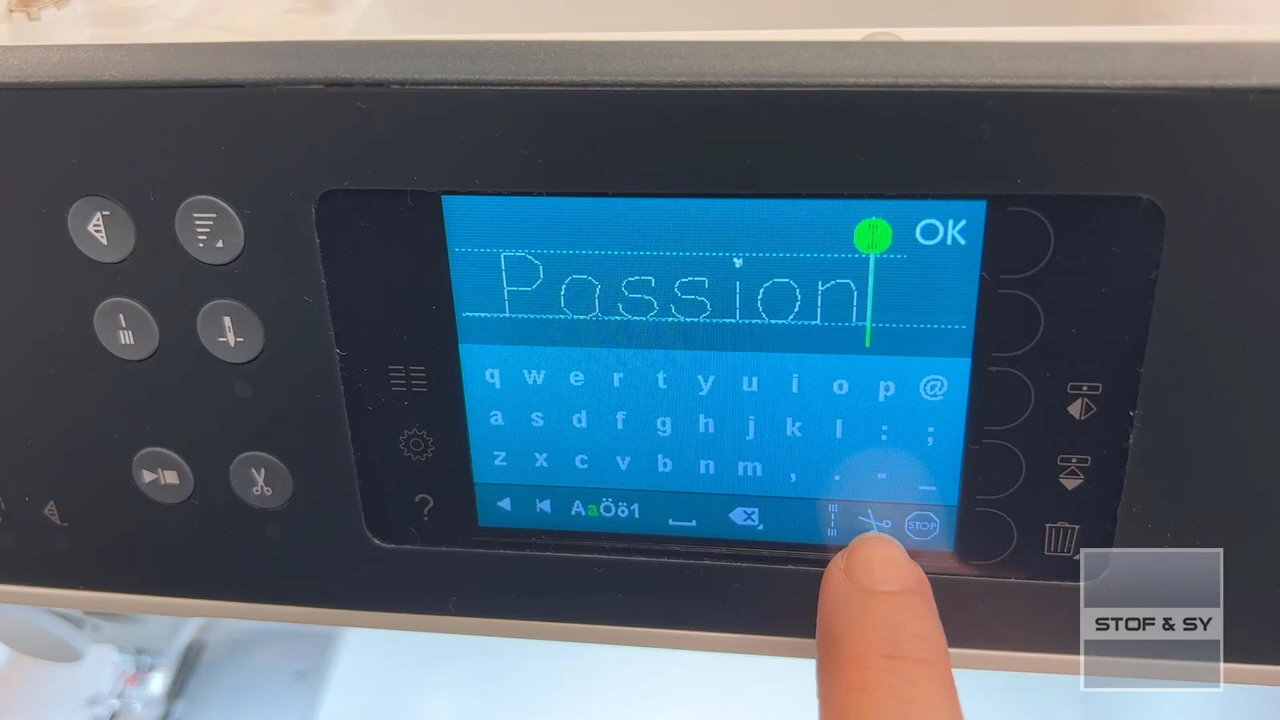 OK
Passion
q w e r t y u i o p @
a s d f g h j k l : ;
z x c v b n m , . - _
AaÖö1
STOP
?
STOF & SY